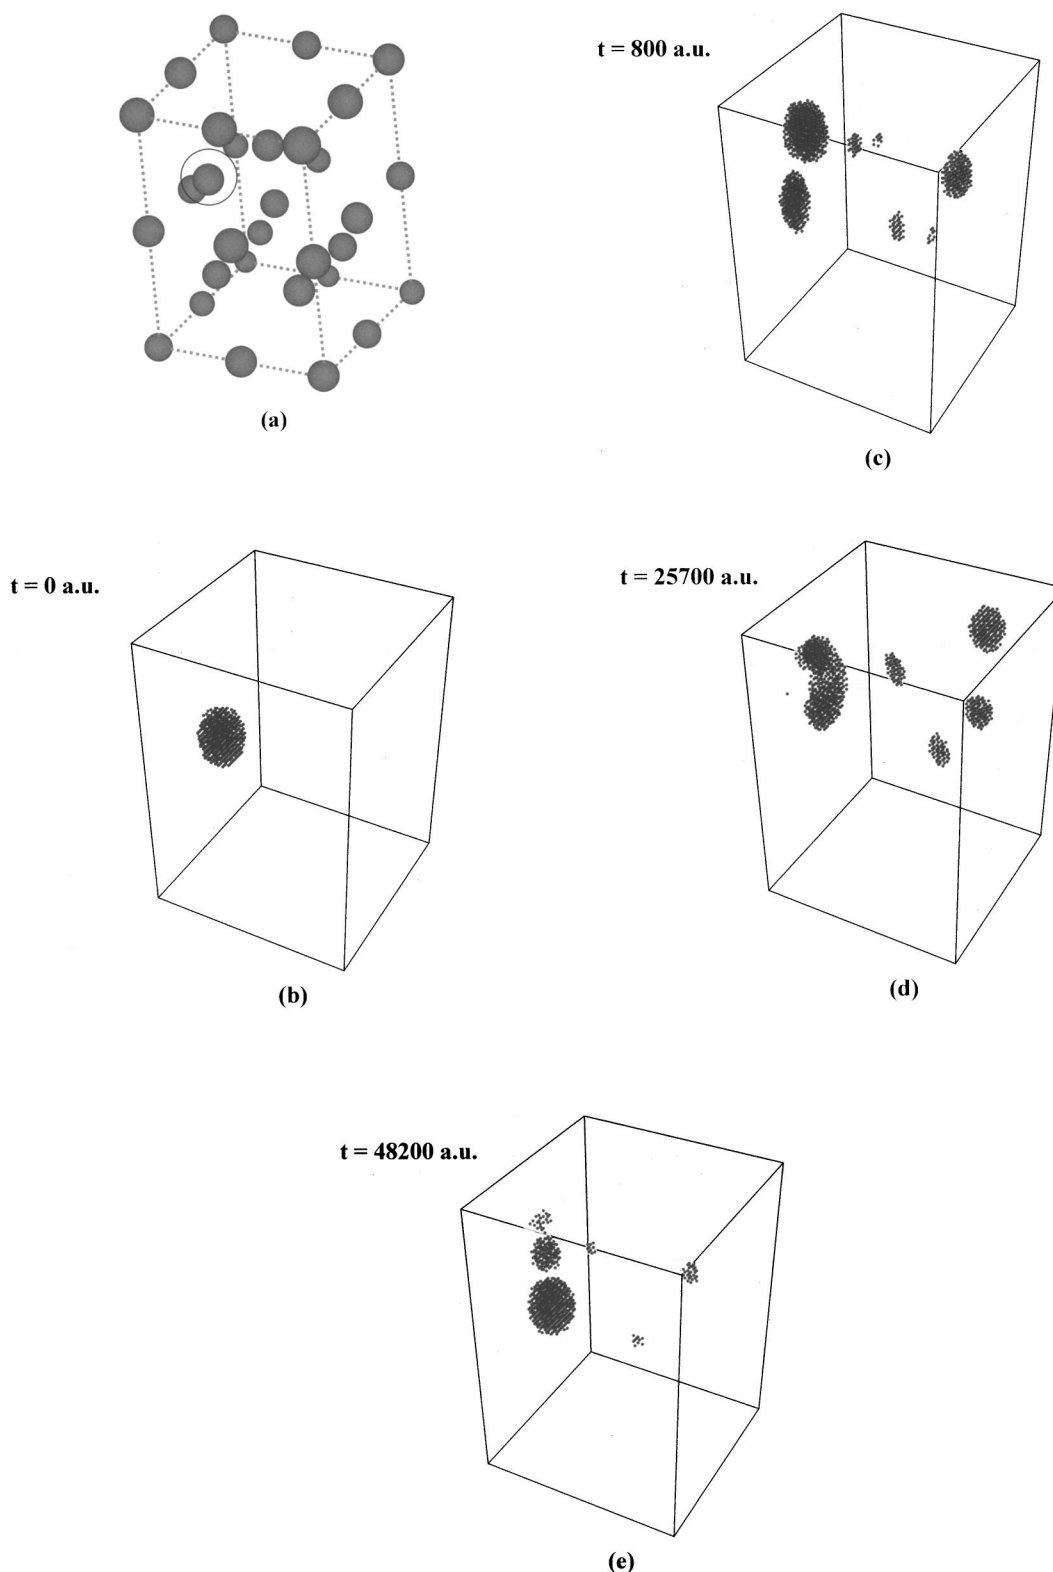 (a)
t = 0 a.u.
(b)
t = 800 a.u.
(c)
t = 25700 a.u.
(d)
t = 48200 a.u.
(e)